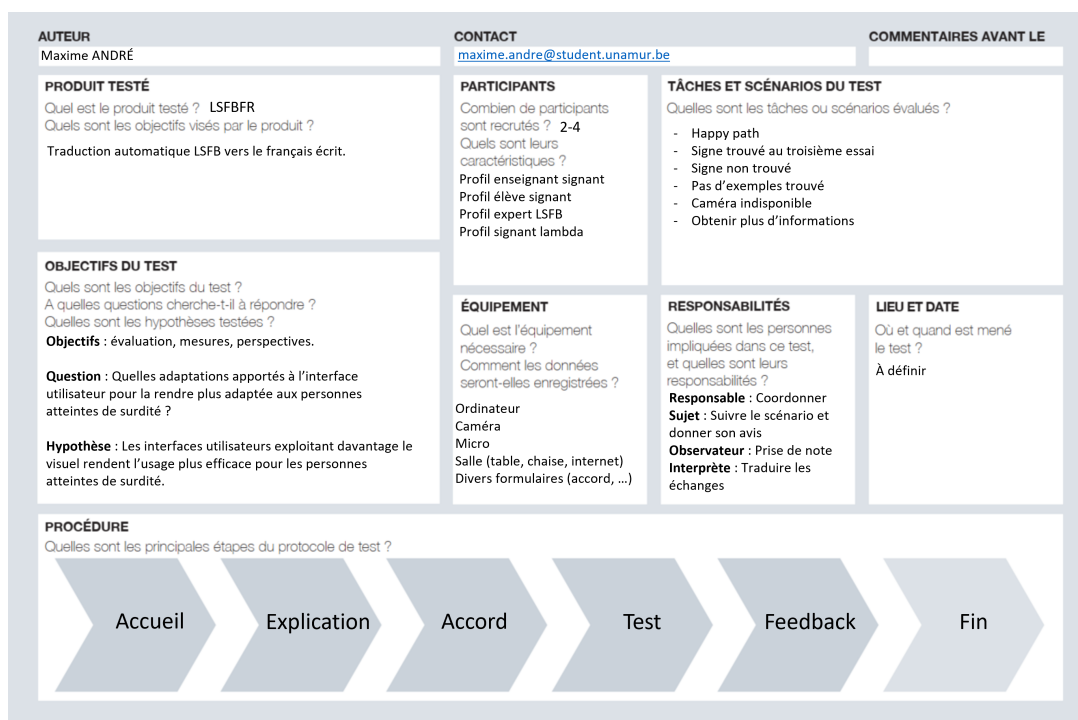 AUTEUR
Maxime ANDRÉ
CONTACT
maxime.andre@student.unamur.be
COMMENTAIRES AVANT LE
PRODUIT TESTÉ
Quel est le produit testé ? LSFBFR
Quels sont les objectifs visés par le produit ?
Traduction automatique LSFB vers le français écrit.
OBJECTIFS DU TEST
Quels sont les objectifs du test ?
A quelles questions cherche-t-il à répondre ?
Quelles sont les hypothèses testées ?
Objectifs : évaluation, mesures, perspectives.
Question : Quelles adaptations apportés à l'interface
utilisateur pour la rendre plus adaptée aux personnes
atteintes de surdité ?
Hypothèse : Les interfaces utilisateurs exploitant davantage le
visuel rendent l'usage plus efficace pour les personnes
atteintes de surdité.
PARTICIPANTS
Combien de participants
sont recrutés ? 2-4
Quels sont leurs
caractéristiques ?
Profil enseignant signant
Profil élève signant
Profil expert LSFB
Profil signant lambda
TÂCHES ET SCÉNARIOS DU TEST
Quelles sont les tâches ou scénarios évalués ?
- Happy path
- Signe trouvé au troisième essai
- Signe non trouvé
- Pas d'exemples trouvé
- Caméra indisponible
- Obtenir plus d'informations
ÉQUIPEMENT
Quel est l'équipement
nécessaire ?
Comment les données
seront-elles enregistrées ?
Ordinateur
Caméra
Micro
Salle (table, chaise, internet)
Divers formulaires (accord, …)
RESPONSABILITÉS
Quelles sont les personnes
impliquées dans ce test,
et quelles sont leurs
responsabilités ?
Responsable : Coordonner
Sujet : Suivre le scénario et
donner son avis
Observateur : Prise de note
Interprète : Traduire les
échanges
LIEU ET DATE
Où et quand est mené
le test ?
À définir
PROCÉDURE
Quelles sont les principales étapes du protocole de test ?
Accueil
Explication
Accord
Test
Feedback
Fin